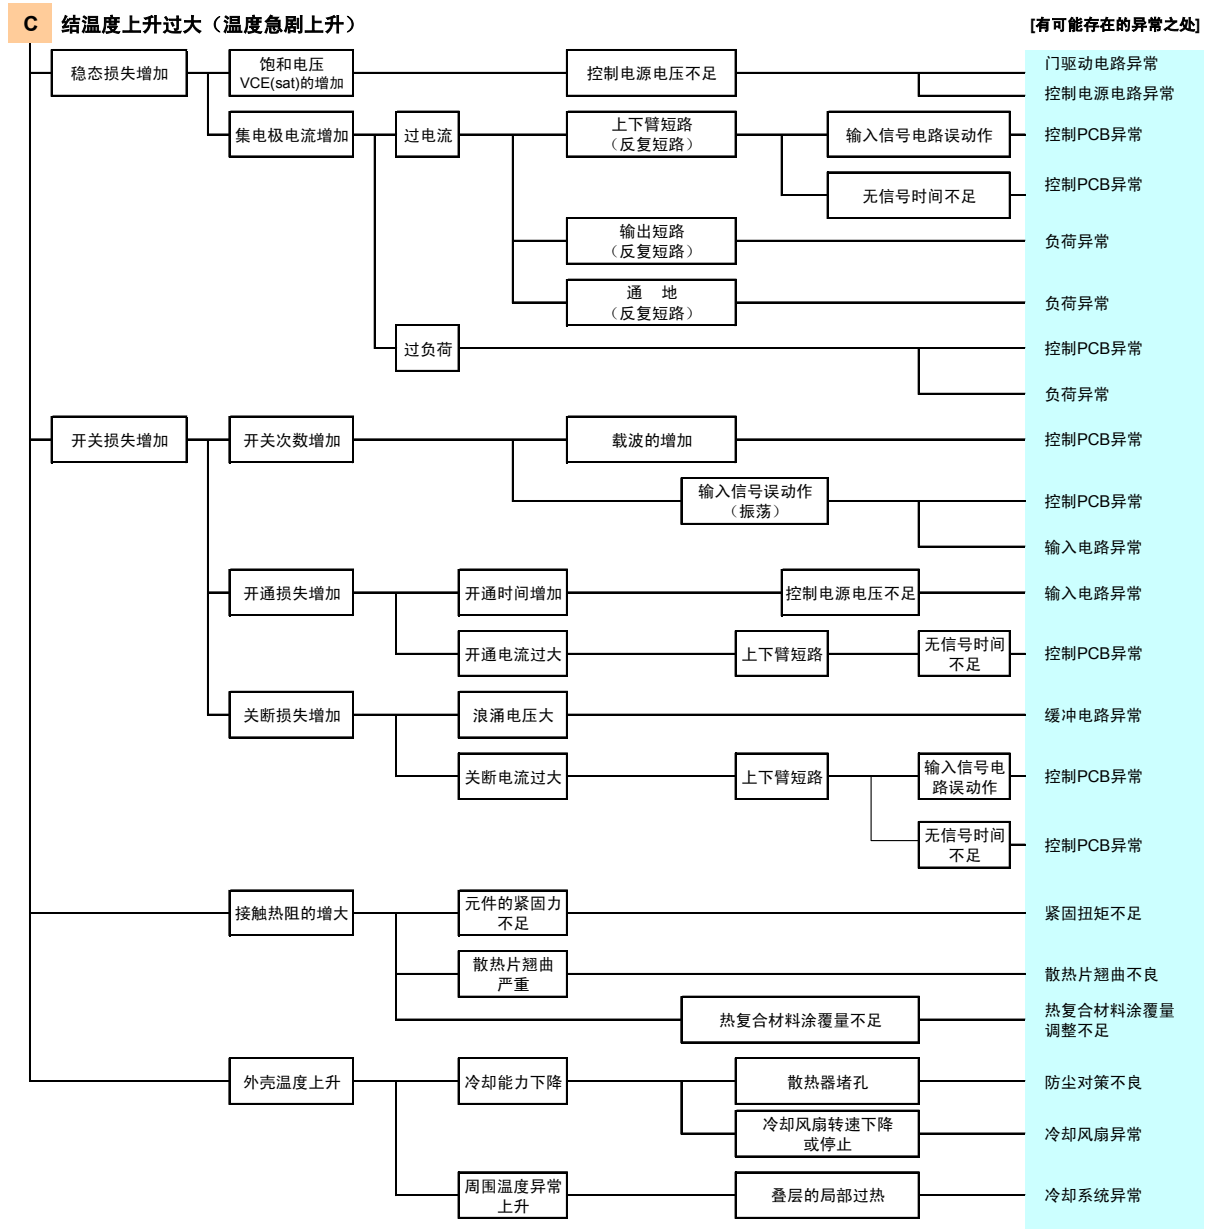 C 结温度上升过大（温度急剧上升）
[有可能存在的异常之处]
稳态损失增加
饱和电压
VCE(sat)的增加
控制电源电压不足
门驱动电路异常
控制电源电路异常
集电极电流增加
过电流
上下臂短路
（反复短路）
输入信号电路误动作
控制PCB异常
无信号时间不足
控制PCB异常
输出短路
（反复短路）
负荷异常
通 地
（反复短路）
负荷异常
过负荷
控制PCB异常
负荷异常
开关损失增加
开关次数增加
载波的增加
控制PCB异常
输入信号误动作
（振荡）
控制PCB异常
输入电路异常
开通损失增加
开通时间增加
控制电源电压不足
输入电路异常
开通电流过大
上下臂短路
无信号时间
不足
控制PCB异常
关断损失增加
浪涌电压大
缓冲电路异常
关断电流过大
上下臂短路
输入信号电
路误动作
控制PCB异常
无信号时间
不足
控制PCB异常
接触热阻的增大
元件的紧固力
不足
紧固扭矩不足
散热片翘曲
严重
散热片翘曲不良
热复合材料涂覆量不足
热复合材料涂覆量
调整不足
外壳温度上升
冷却能力下降
散热器堵孔
防尘对策不良
冷却风扇转速下降
或停止
冷却风扇异常
周围温度异常
上升
叠层的局部过热
冷却系统异常